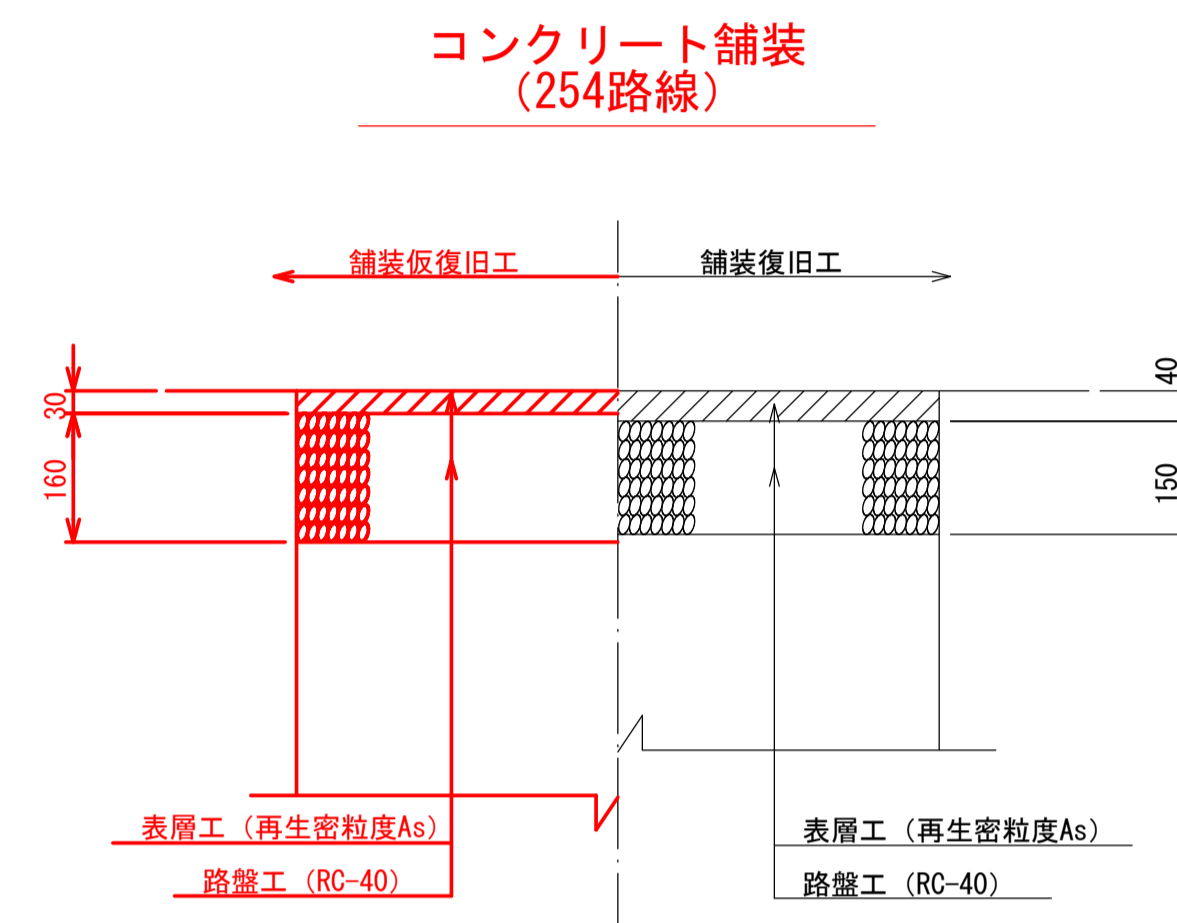 コンクリート舗装
（254路線）
舗装仮復旧工
舗装復旧工
30
160
40
150
表層工（再生密粒度As）
路盤工（RC-40）
表層工（再生密粒度As）
路盤工（RC-40）